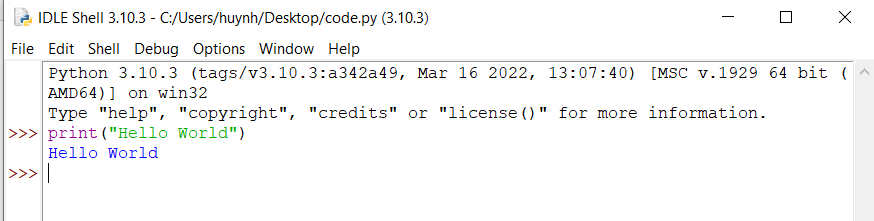 IDLE Shell 3.10.3 - C:/Users/huynh/Desktop/code.py (3.10.3)
File Edit Shell Debug Options Window Help
Python 3.10.3 (tags/v3.10.3:a342a49, Mar 16 2022, 13:07:40) [MSC v.1929 64 bit (
AMD64)] on win32
Type "help", "copyright", "credits" or "license()" for more information.
>>> print("Hello World")
Hello World
>>>